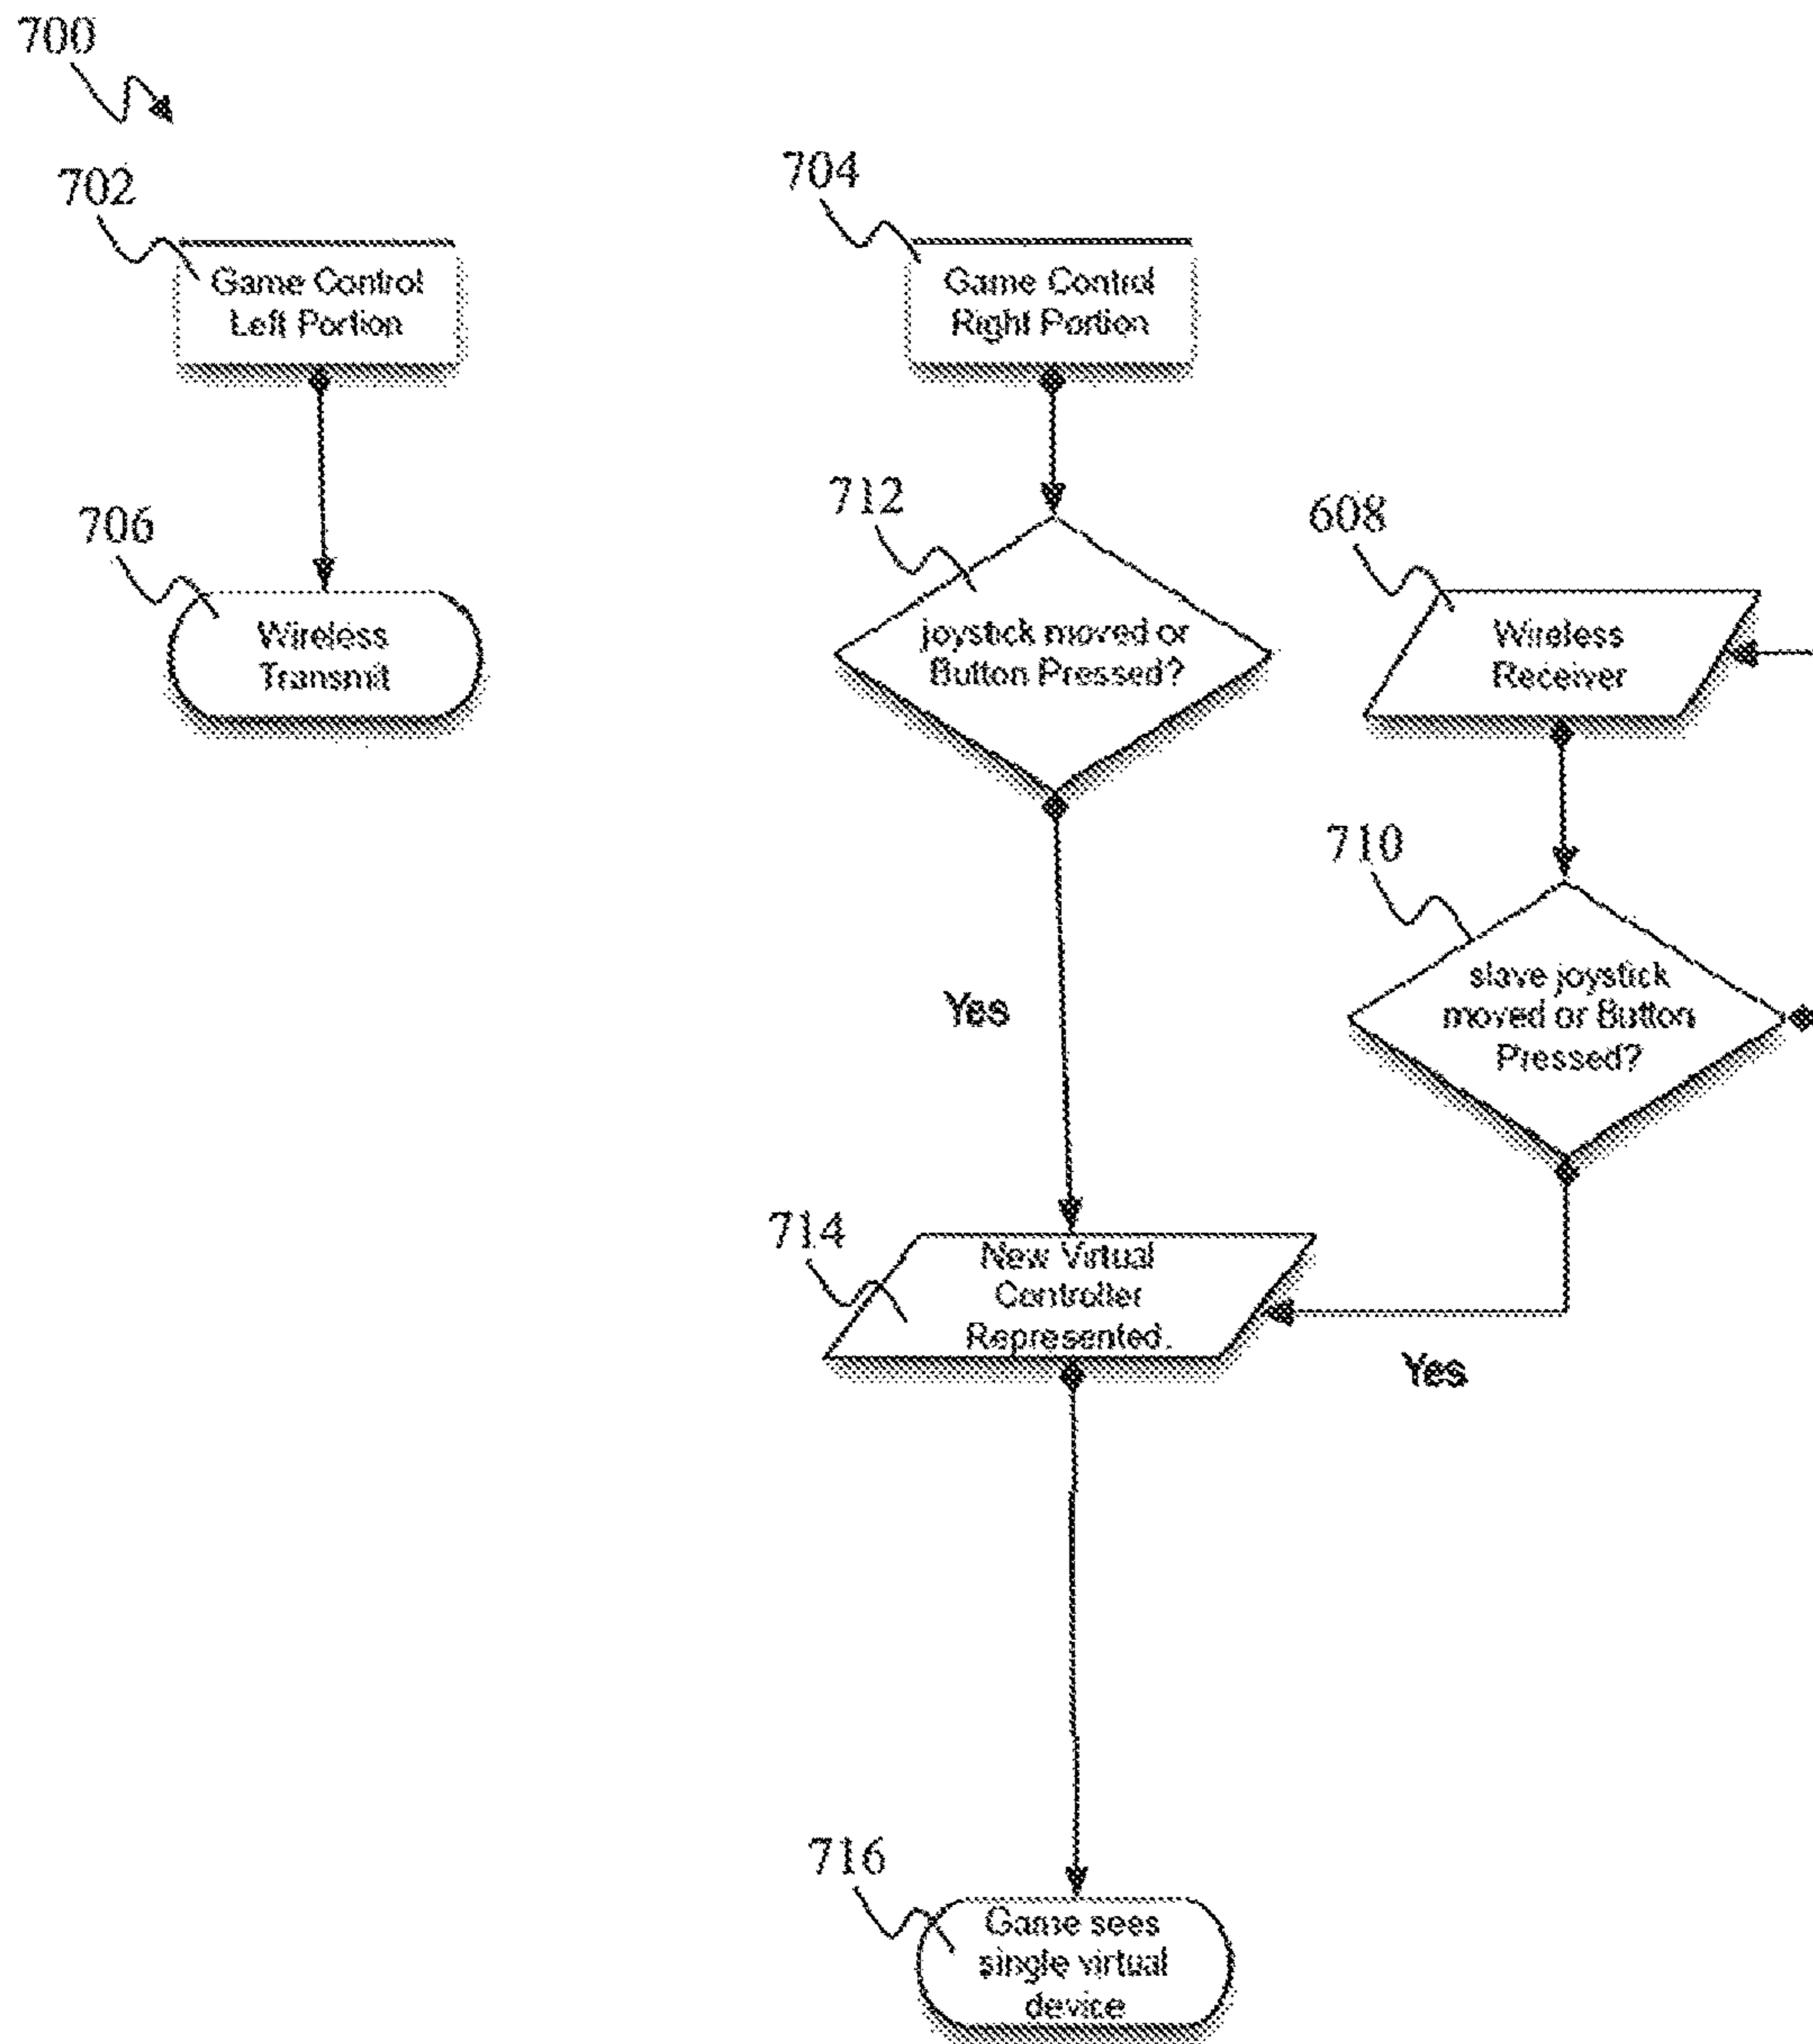 700
702
Game Control
Left Portion
704
Game Control
Right Portion
706
Wireless
Transmit
712
joystick moved or
Button Pressed?
608
Wireless
Receiver
710
slave joystick
moved or Button
Pressed?
Yes
714
New Virtual
Controller
Represented.
Yes
716
Game sees
single virtual
device